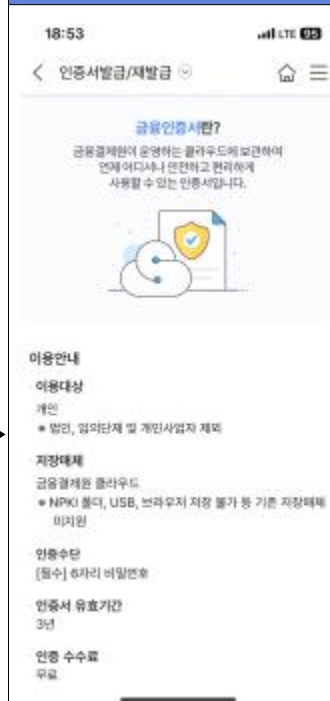 18:53
LTE 93
인증서발급/재발급
금융인증서란?
금융결제원이 운영하는 클라우드에 보관하여
언제 어디서나 안전하고 편리하게
사용할 수 있는 인증서입니다.
이용안내
이용대상
개인
※ 법인, 임의단체 및 개인사업자 제외
저장매체
금융결제원 클라우드
※ NPKI 폴더, USB, 브라우저 저장 불가 등 기존 저장매체
미지원
인증수단
[필수] 6자리 비밀번호
인증서 유효기간
3년
인증 수수료
무료